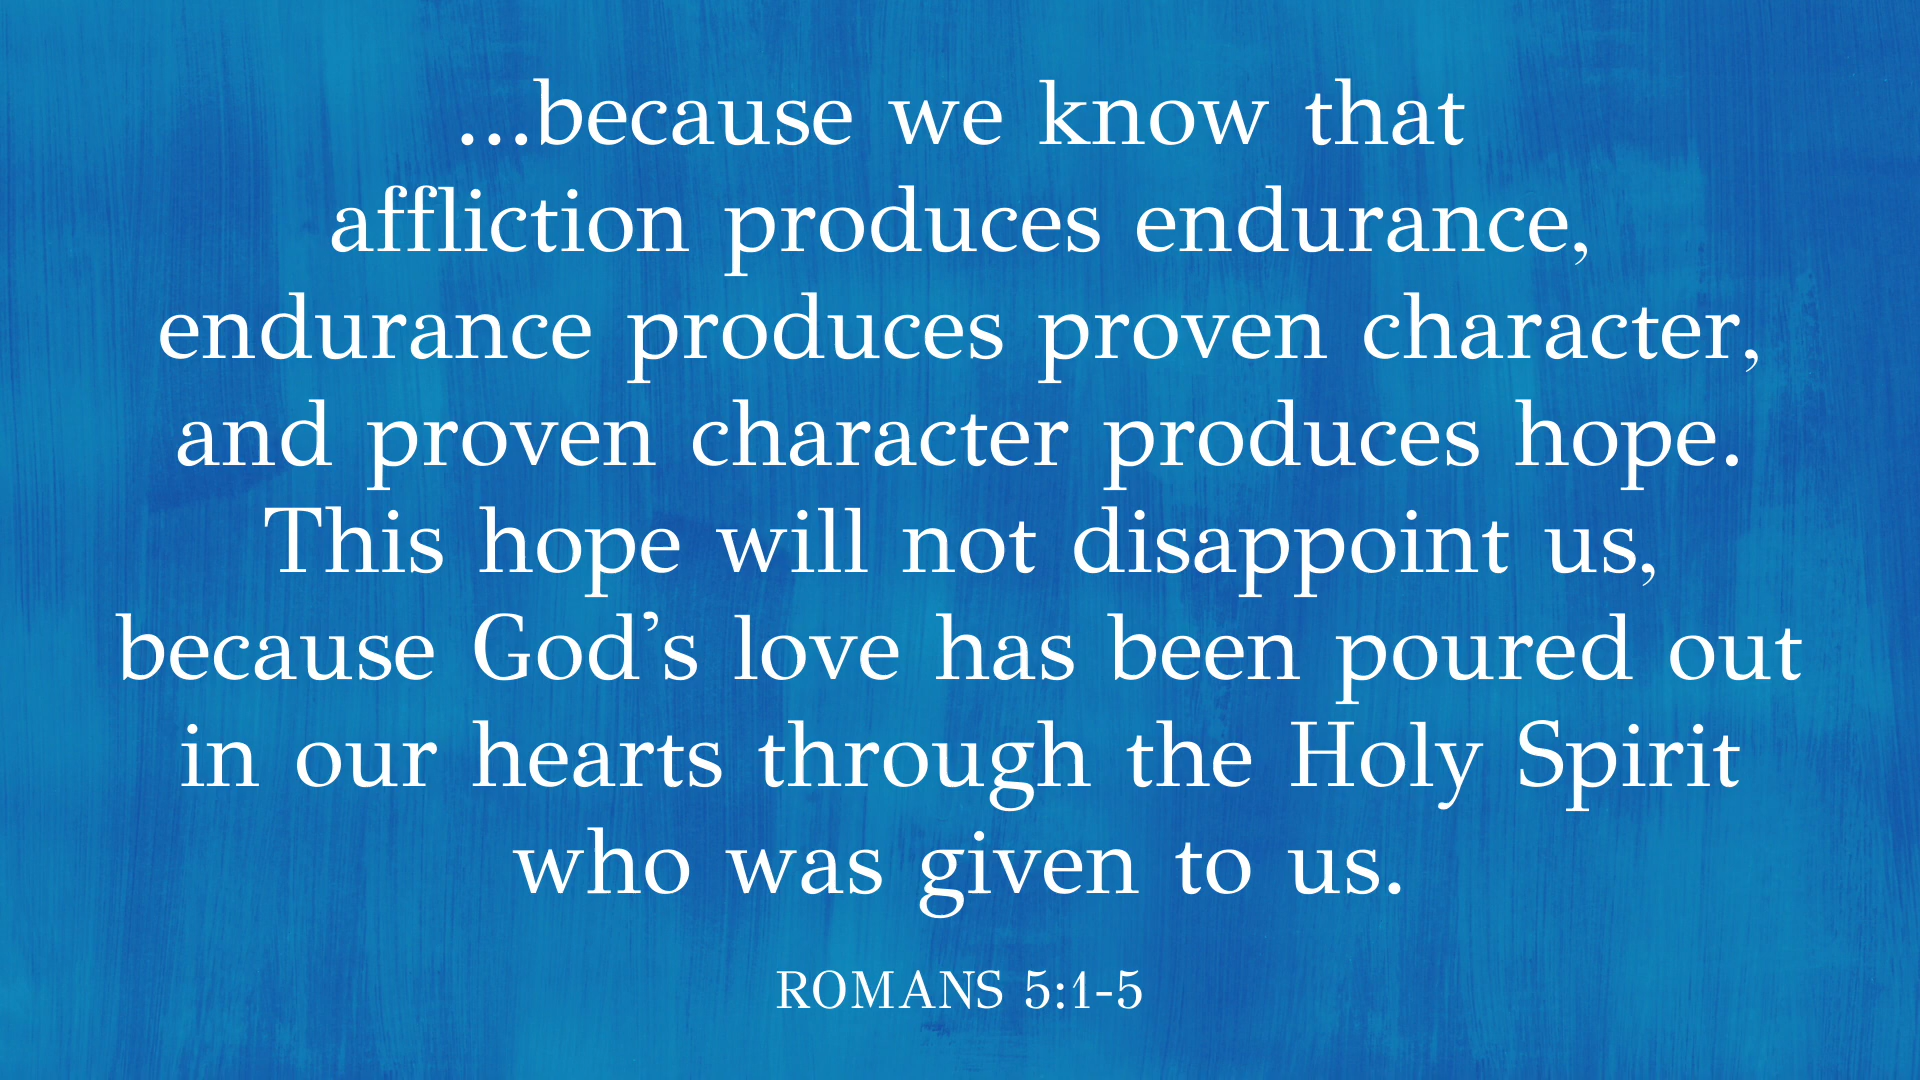 ...because we know that
affliction produces endurance,
endurance produces proven character,
and proven character produces hope.
This hope will not disappoint us,
because God’s love has been poured out
in our hearts through the Holy Spirit
who was given to us.
ROMANS 5:1-5